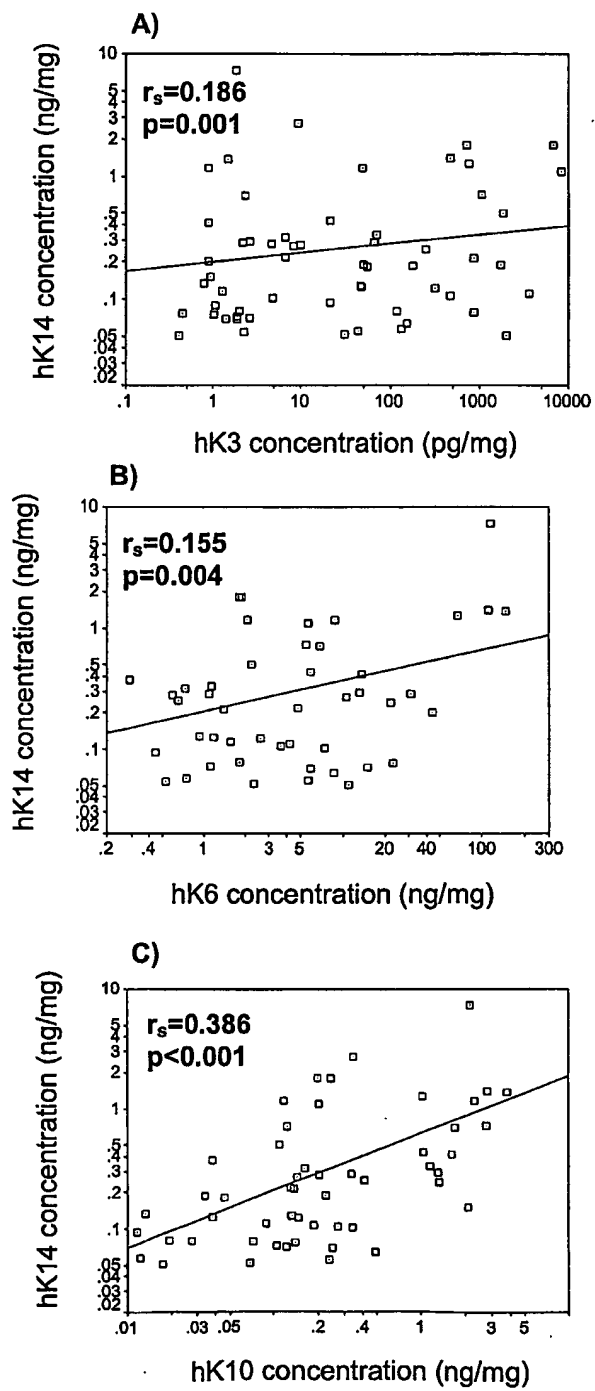 A)
hK14 concentration (ng/mg)
10
5
4
3
2
1
.5
.4
.3
.2
.1
.05
.04
.03
.02
rs=0.186
p=0.001
.1 1 10 100 1000 10000
hK3 concentration (pg/mg)
B)
hK14 concentration (ng/mg)
10
5
4
3
2
1
.5
.4
.3
.2
.1
.05
.04
.03
.02
rs=0.155
p=0.004
.2 .4 1 3 5 20 40 100 300
hK6 concentration (ng/mg)
C)
hK14 concentration (ng/mg)
10
5
4
3
2
1
.5
.4
.3
.2
.1
.05
.04
.03
.02
rs=0.386
p<0.001
.01 .03 .05 .2 .4 1 3 5
hK10 concentration (ng/mg)